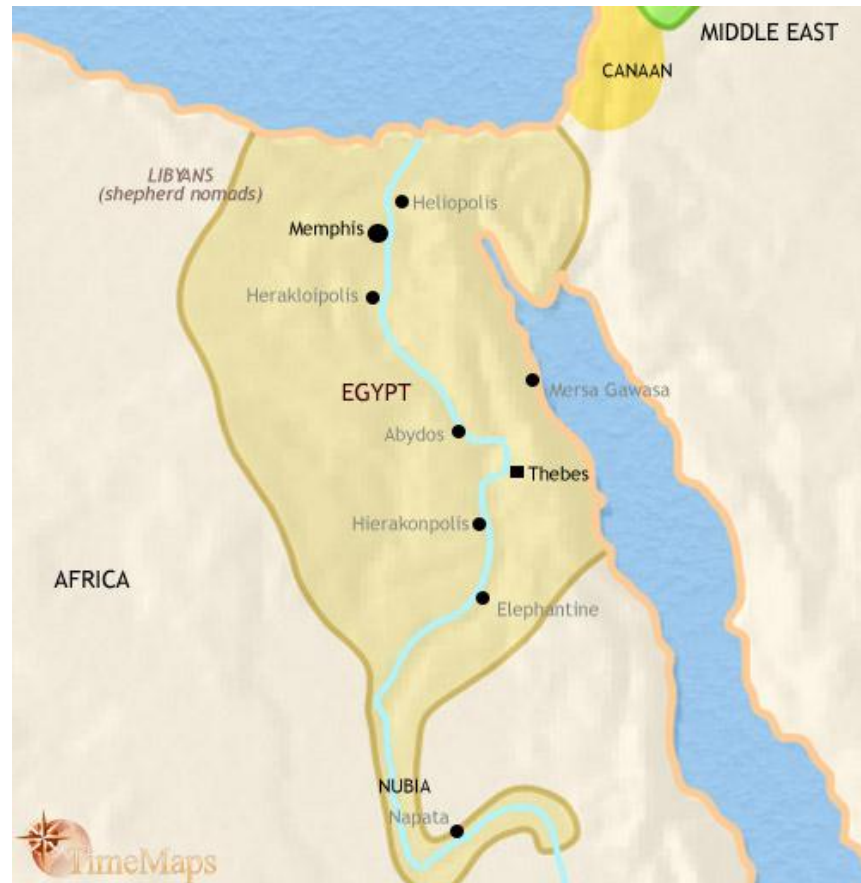 MIDDLE EAST
CANAAN
LIBYANS
(shepherd nomads)
Heliopolis
Memphis
Herakloipolis
EGYPT
Mersa Gawasa
Abydos
Thebes
Hierakonpolis
AFRICA
Elephantine
NUBIA
Napata
TimeMaps